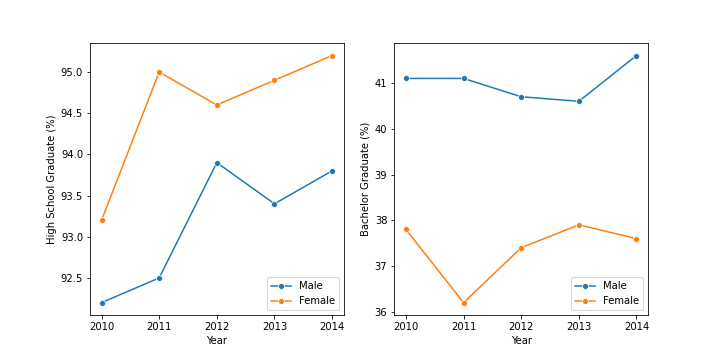 High School Graduate (%)
95.0
94.5
94.0
93.5
93.0
92.5
2010 2011 2012 2013 2014
Year
Male
Female
Bachelor Graduate (%)
41
40
39
38
37
36
2010 2011 2012 2013 2014
Year
Male
Female